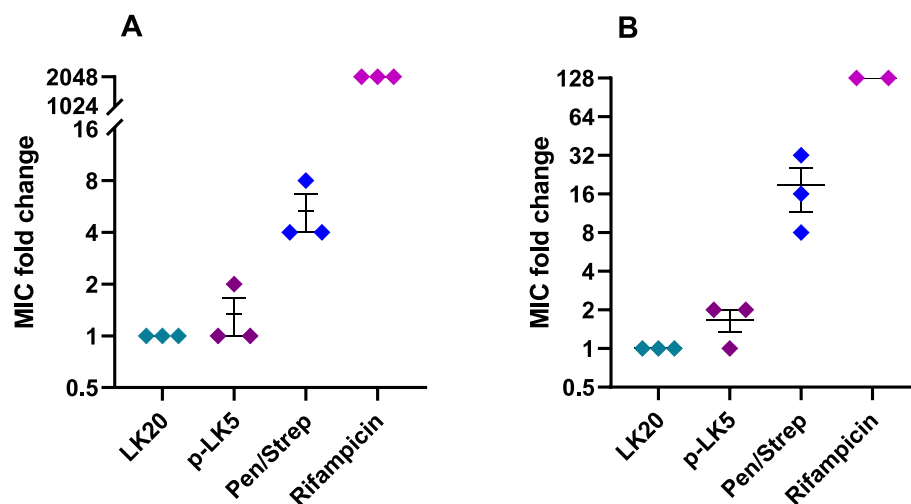 A
MIC fold change
2048
1024
16
8
4
2
1
0.5
LK20
p-LK5
Pen/Strep
Rifampicin
B
MIC fold change
128
64
32
16
8
4
2
1
0.5
LK20
p-LK5
Pen/Strep
Rifampicin